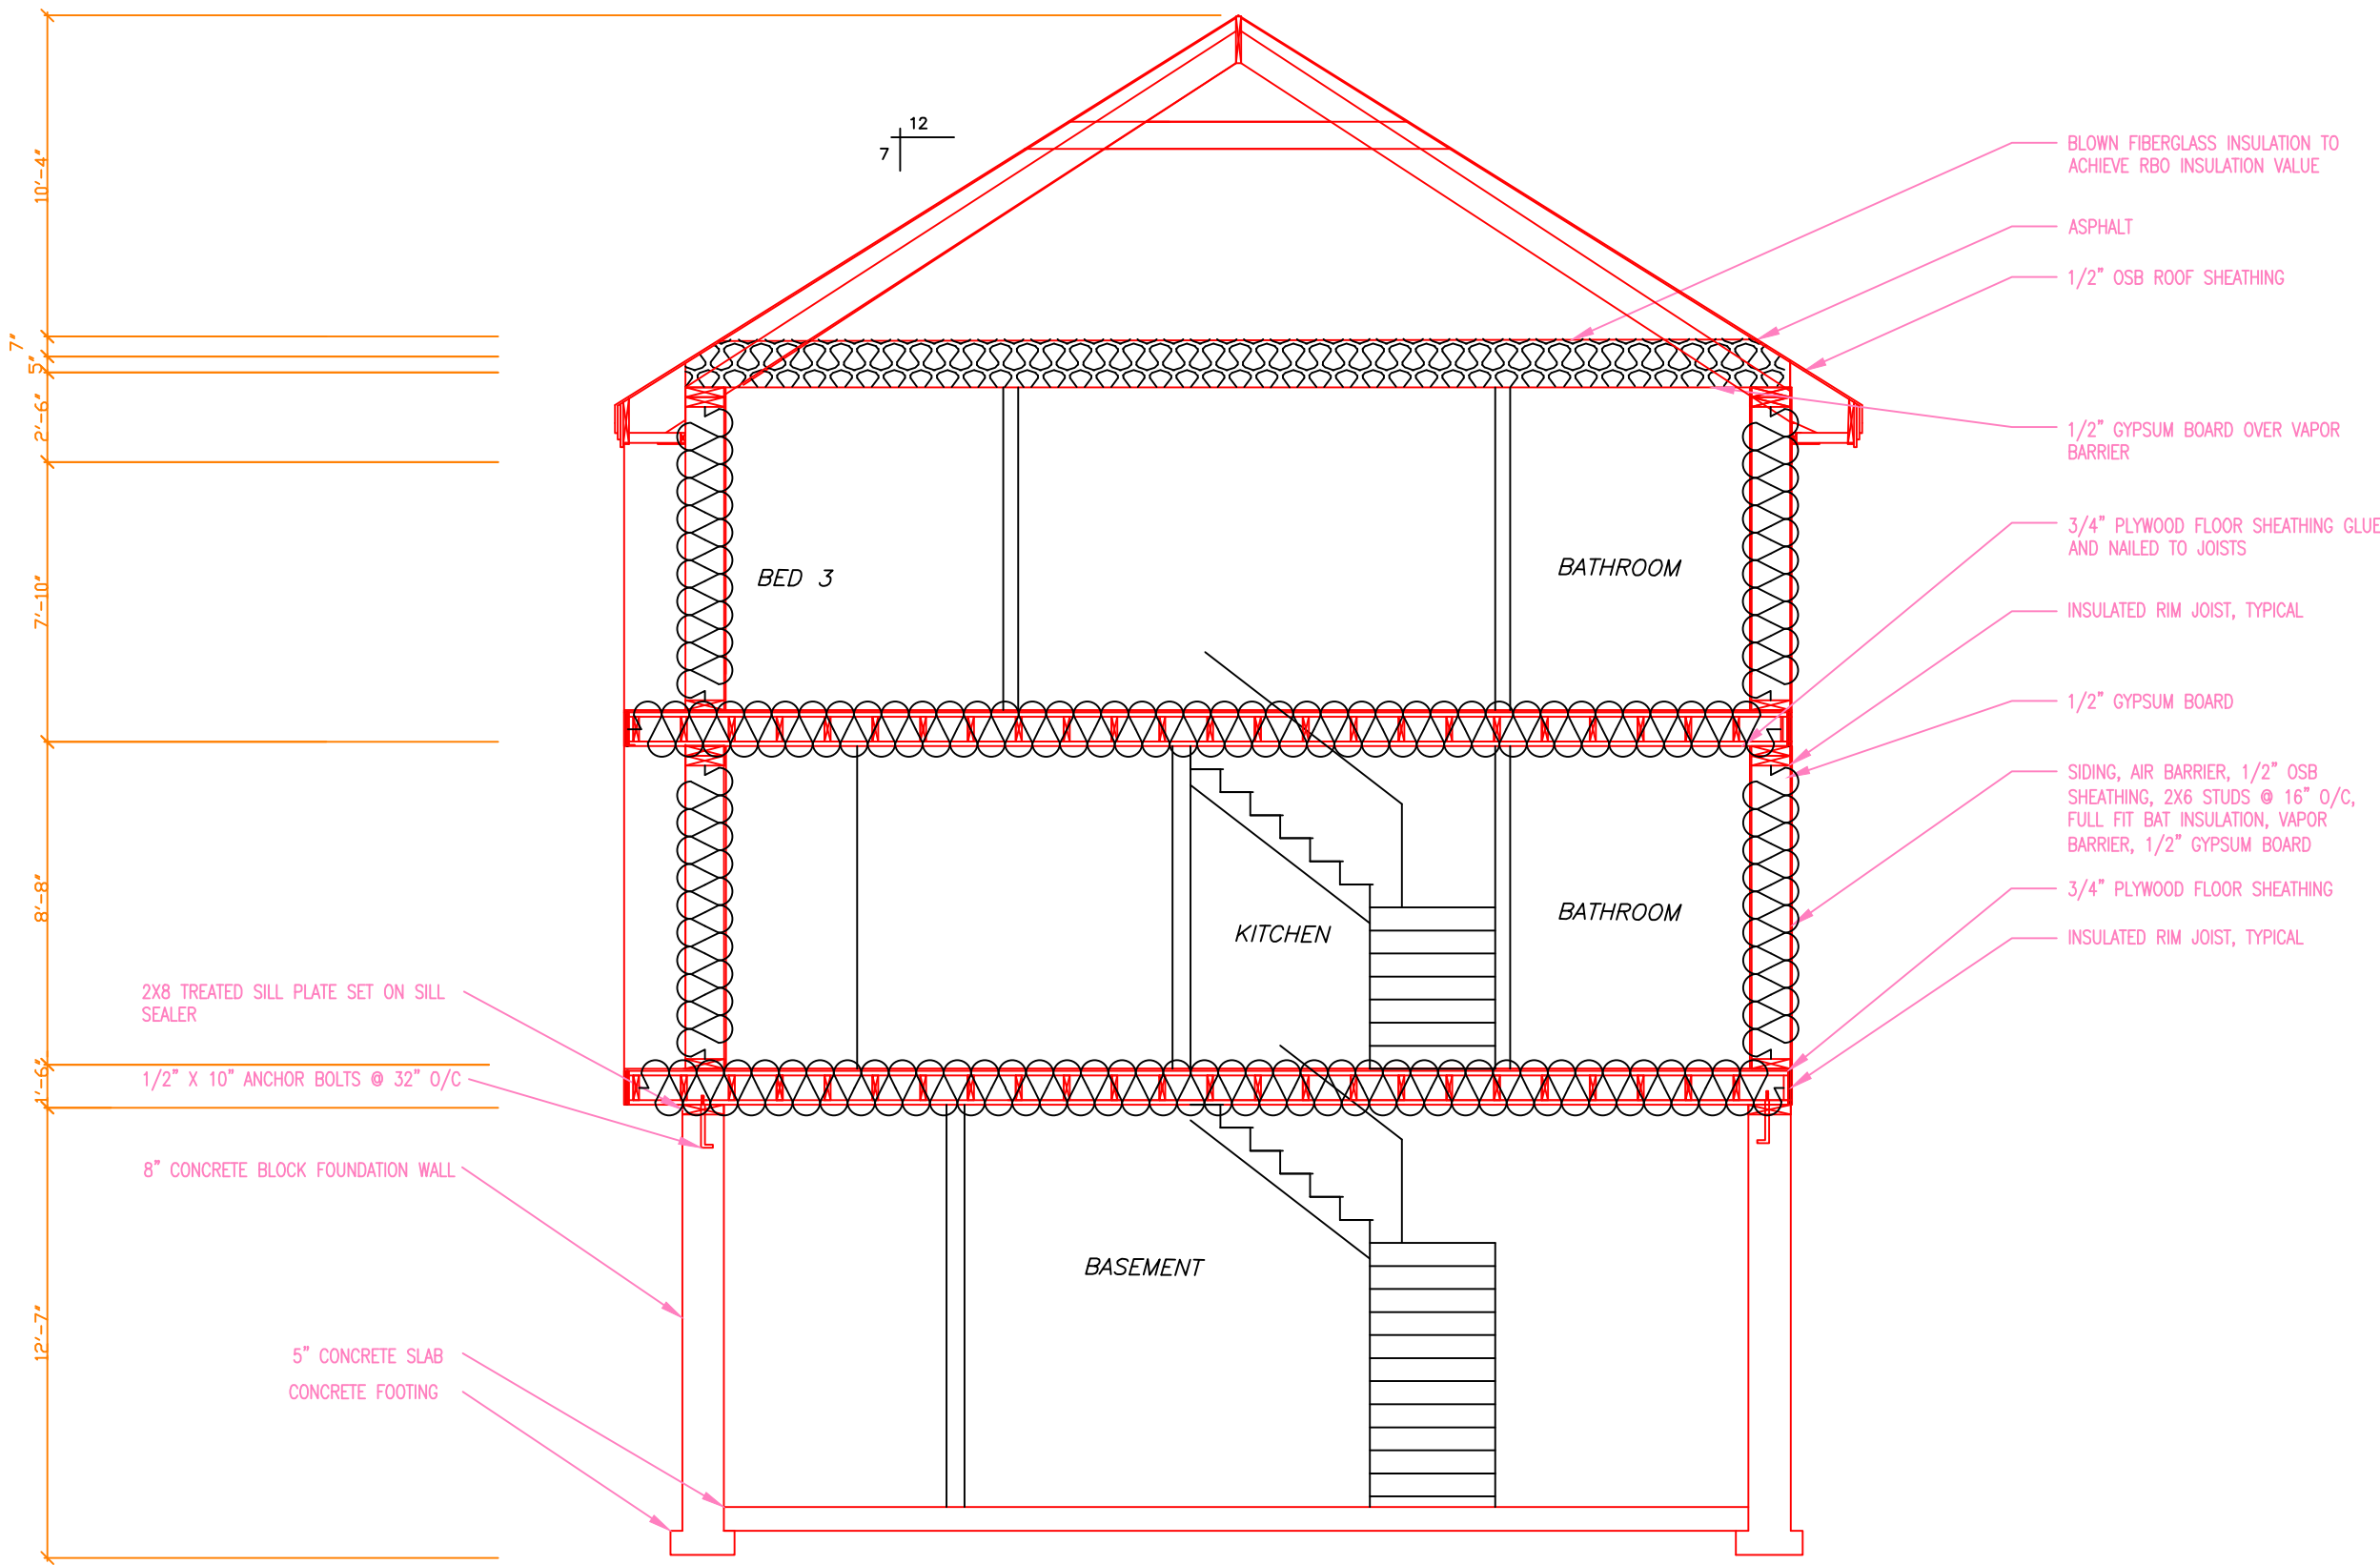 12
7
10'-4"
7"
5"
2'-6"
7'-10"
8'-8"
1'-6"
12'-7"
BLOWN FIBERGLASS INSULATION TO
ACHIEVE RBO INSULATION VALUE
ASPHALT
1/2" OSB ROOF SHEATHING
1/2" GYPSUM BOARD OVER VAPOR
BARRIER
3/4" PLYWOOD FLOOR SHEATHING GLUE
AND NAILED TO JOISTS
INSULATED RIM JOIST, TYPICAL
1/2" GYPSUM BOARD
SIDING, AIR BARRIER, 1/2" OSB
SHEATHING, 2X6 STUDS @ 16" O/C,
FULL FIT BAT INSULATION, VAPOR
BARRIER, 1/2" GYPSUM BOARD
3/4" PLYWOOD FLOOR SHEATHING
INSULATED RIM JOIST, TYPICAL
BED 3
BATHROOM
KITCHEN
BATHROOM
BASEMENT
2X8 TREATED SILL PLATE SET ON SILL
SEALER
1/2" X 10" ANCHOR BOLTS @ 32" O/C
8" CONCRETE BLOCK FOUNDATION WALL
5" CONCRETE SLAB
CONCRETE FOOTING